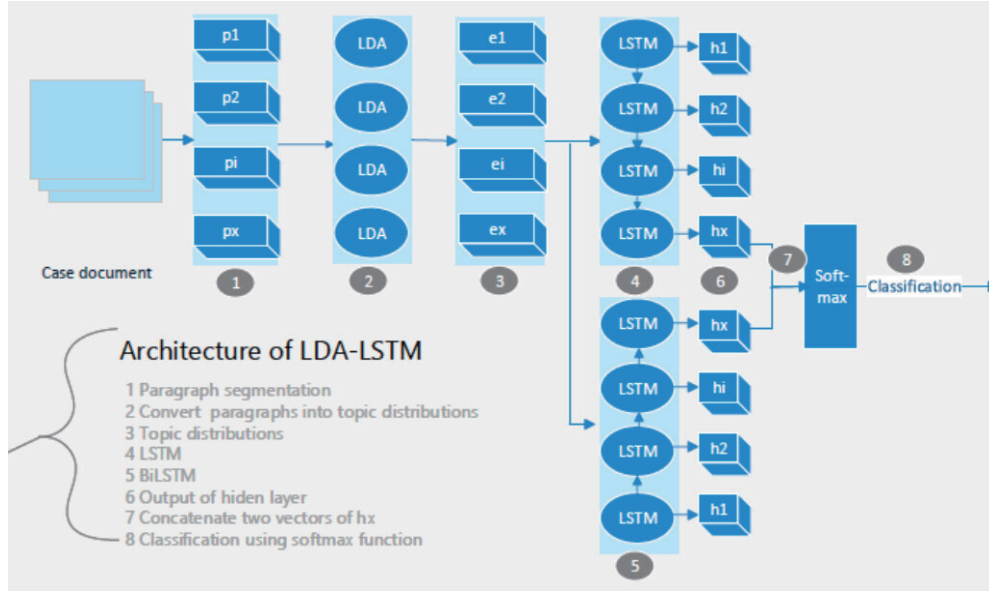 p1
LDA
e1
LSTM
h1
p2
LDA
e2
LSTM
h2
pi
LDA
ei
LSTM
hi
px
LDA
ex
LSTM
hx
Case document
1
2
3
4
6
7
Soft-
max
8
Classification
LSTM
hx
LSTM
hi
LSTM
h2
LSTM
h1
5
Architecture of LDA-LSTM
1 Paragraph segmentation
2 Convert paragraphs into topic distributions
3 Topic distributions
4 LSTM
5 BiLSTM
6 Output of hiden layer
7 Concatenate two vectors of hx
8 Classification using softmax function